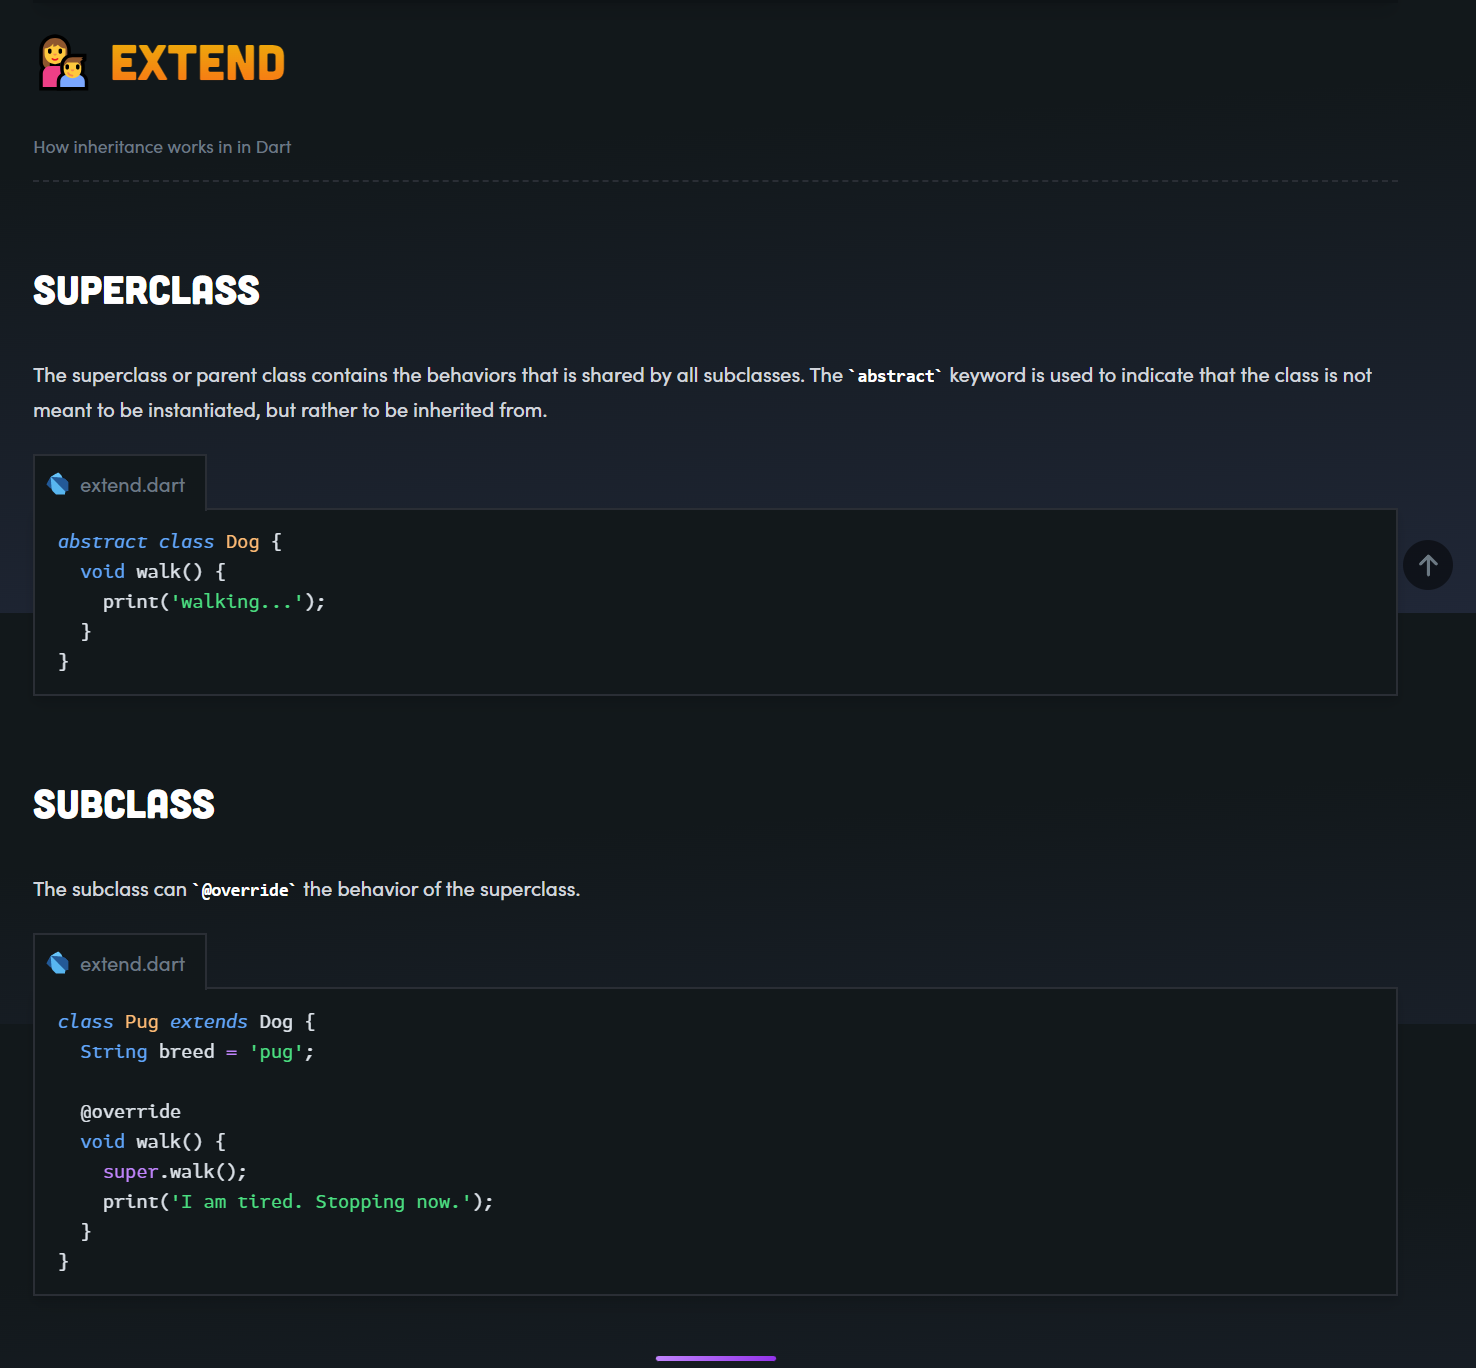 EXTEND
How inheritance works in in Dart
SUPERCLASS
The superclass or parent class contains the behaviors that is shared by all subclasses. The `abstract` keyword is used to indicate that the class is not
meant to be instantiated, but rather to be inherited from.
extend.dart
abstract class Dog {
  void walk() {
    print('walking...');
  }
}
SUBCLASS
The subclass can `@override` the behavior of the superclass.
extend.dart
class Pug extends Dog {
  String breed = 'pug';
  @override
  void walk() {
    super.walk();
    print('I am tired. Stopping now.');
  }
}